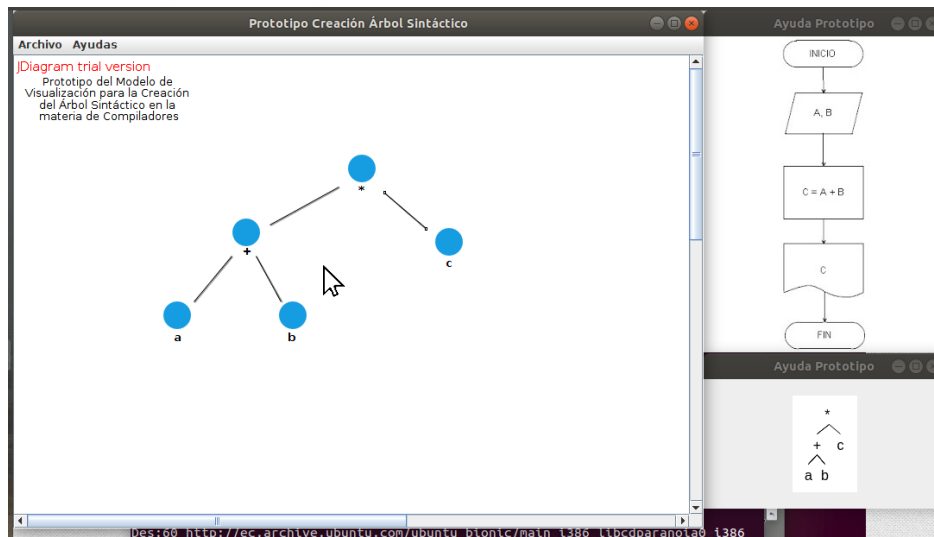 Prototipo Creación Árbol Sintáctico
Archivo Ayudas
JDiagram trial version
Prototipo del Modelo de
Visualización para la Creación
del Árbol Sintáctico en la
materia de Compiladores
*
+
c
a
b
Ayuda Prototipo
INICIO
A, B
C = A + B
C
FIN
Ayuda Prototipo
*
+ c
a b
Des:60 http://ec.archive.ubuntu.com/ubuntu bionic/main i386 libcdparanoia0 i386